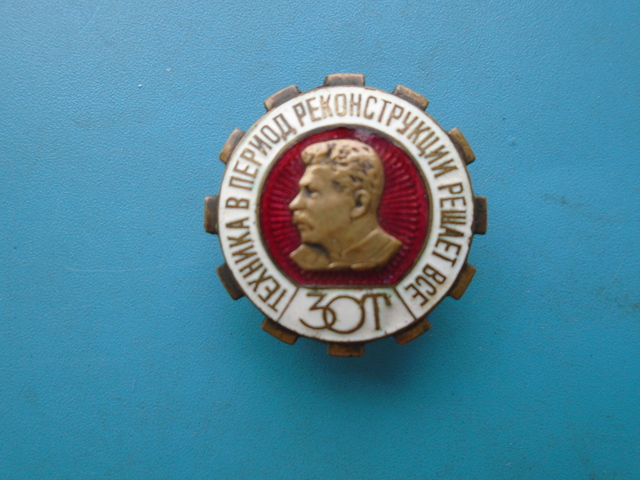 ТЕХНИКА В ПЕРИОД РЕКОНСТРУКЦИИ РЕШАЕТ ВСЕ
ЗОТ